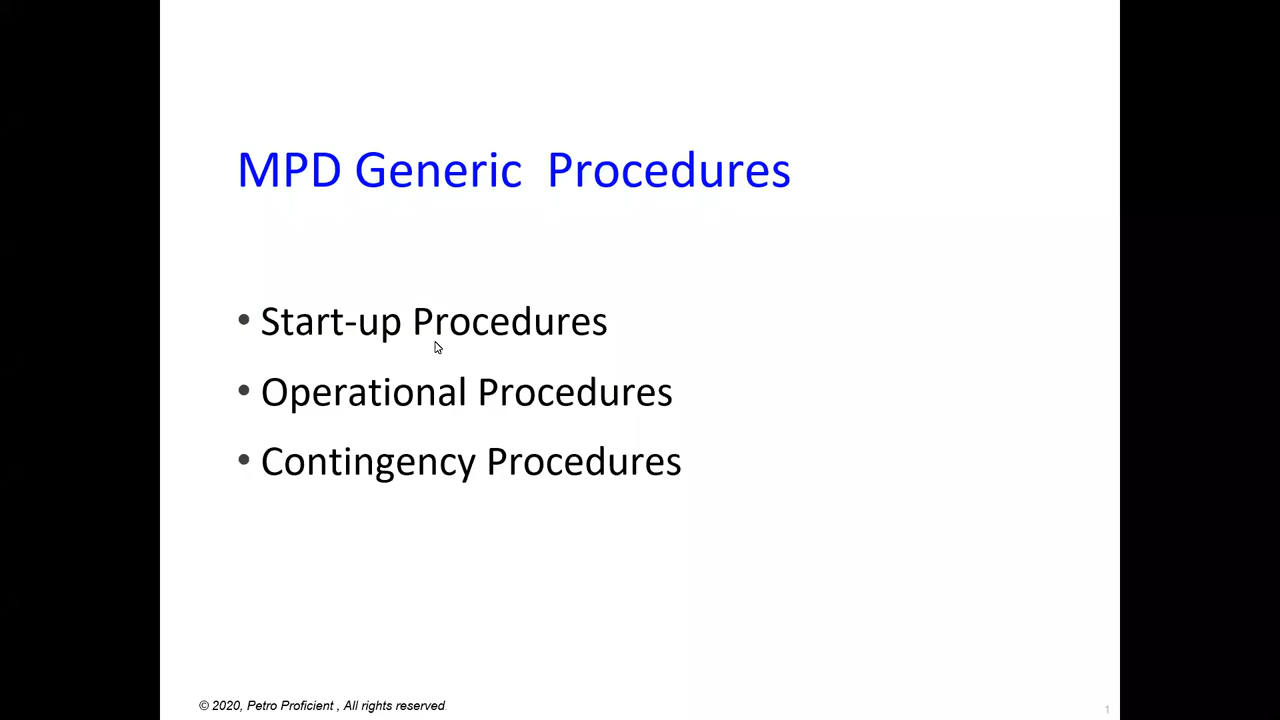 MPD Generic  Procedures
• Start-up Procedures
• Operational Procedures
• Contingency Procedures
© 2020, Petro Proficient , All rights reserved
1